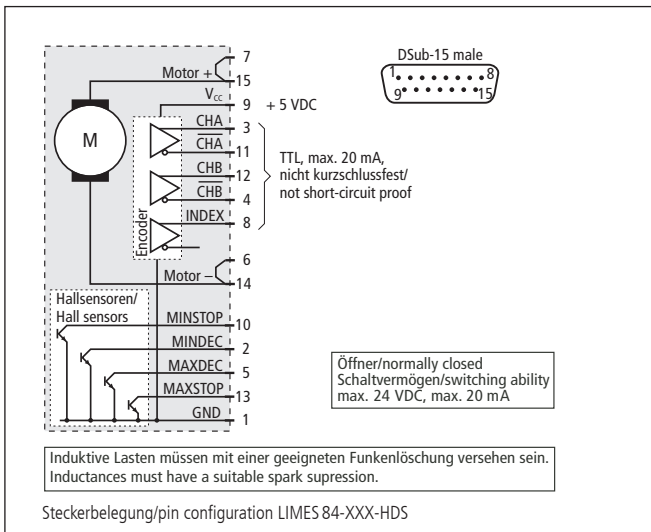 DSub-15 male
1 8
9 15
7
Motor + 15
VCC 9 + 5 VDC
CHA 3
CHA 11
CHB 12
CHB 4
INDEX 8
TTL, max. 20 mA,
nicht kurzschlussfest/
not short-circuit proof
M
Encoder
6
Motor – 14
Hallsensoren/
Hall sensors
MINSTOP 10
MINDEC 2
MAXDEC 5
MAXSTOP 13
GND 1
Öffner/normally closed
Schaltvermögen/switching ability
max. 24 VDC, max. 20 mA
Induktive Lasten müssen mit einer geeigneten Funkenlöschung versehen sein.
Inductances must have a suitable spark supression.
Steckerbelegung/pin configuration LIMES 84-XXX-HDS